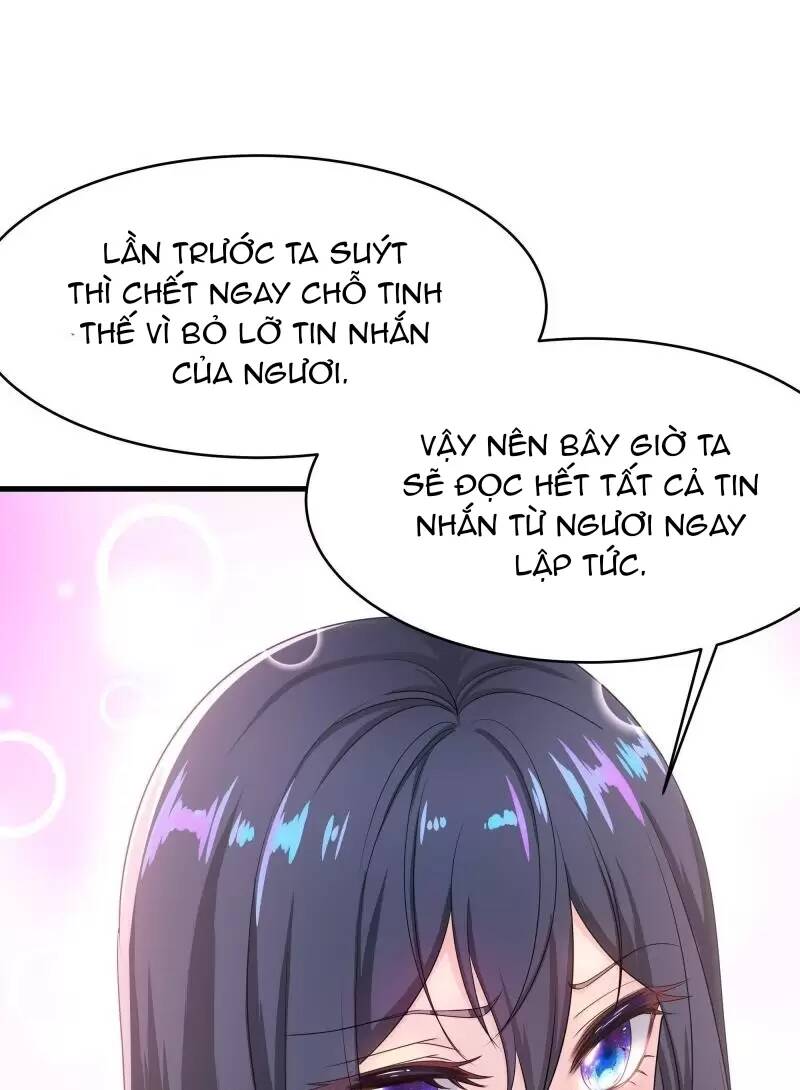 LẦN TRƯỚC TA SUÝT
THÌ CHẾT NGAY CHỖ TINH
THẾ VÌ BỎ LỠ TIN NHẮN
CỦA NGƯƠI.
VẬY NÊN BÂY GIỜ TA
SẼ ĐỌC HẾT TẤT CẢ TIN
NHẮN TỪ NGƯƠI NGAY
LẬP TỨC.